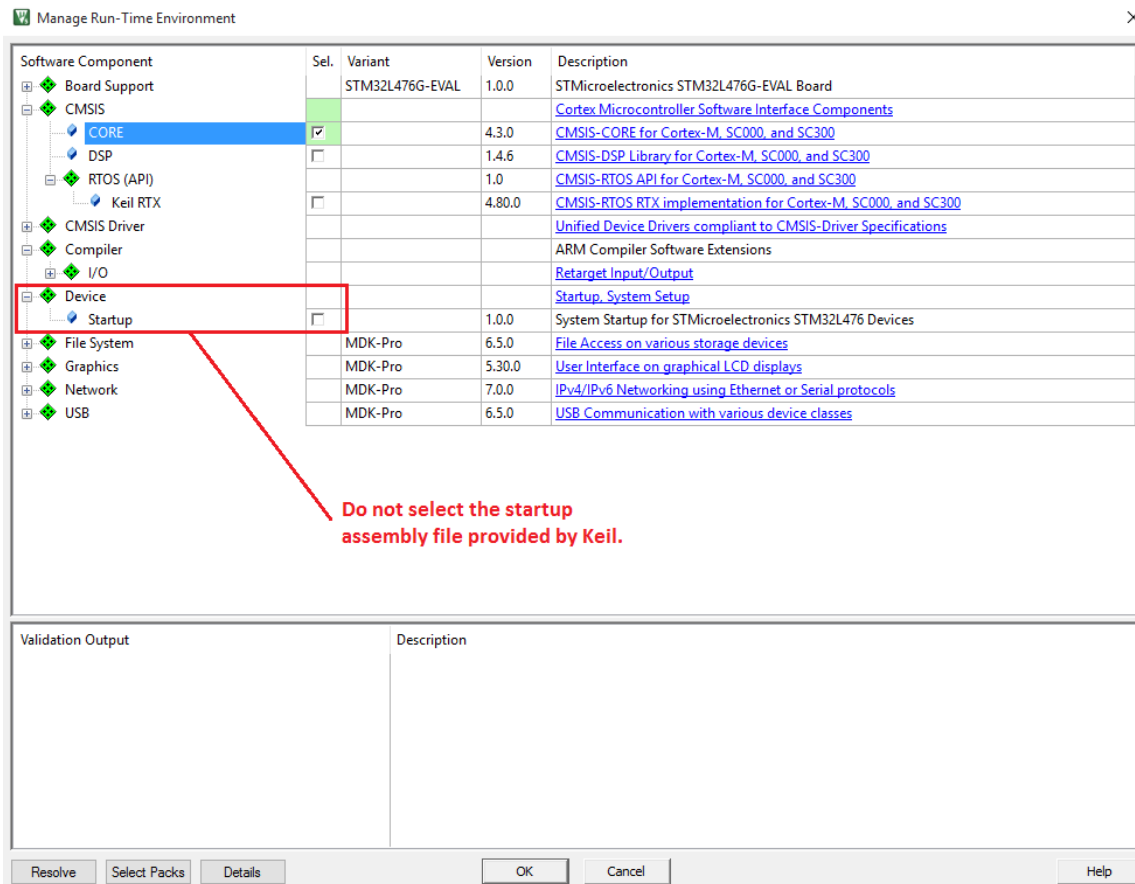 Manage Run-Time Environment
Software Component Sel. Variant Version Description
Board Support STM32L476G-EVAL 1.0.0 STMicroelectronics STM32L476G-EVAL Board
CMSIS Cortex Microcontroller Software Interface Components
CORE 4.3.0 CMSIS-CORE for Cortex-M, SC000, and SC300
DSP 1.4.6 CMSIS-DSP Library for Cortex-M, SC000, and SC300
RTOS (API) 1.0 CMSIS-RTOS API for Cortex-M, SC000, and SC300
Keil RTX 4.80.0 CMSIS-RTOS RTX implementation for Cortex-M, SC000, and SC300
CMSIS Driver Unified Device Drivers compliant to CMSIS-Driver Specifications
Compiler ARM Compiler Software Extensions
I/O Retarget Input/Output
Device Startup, System Setup
Startup 1.0.0 System Startup for STMicroelectronics STM32L476 Devices
File System MDK-Pro 6.5.0 File Access on various storage devices
Graphics MDK-Pro 5.30.0 User Interface on graphical LCD displays
Network MDK-Pro 7.0.0 IPv4/IPv6 Networking using Ethernet or Serial protocols
USB MDK-Pro 6.5.0 USB Communication with various device classes
Do not select the startup
assembly file provided by Keil.
Validation Output Description
Resolve Select Packs Details OK Cancel Help